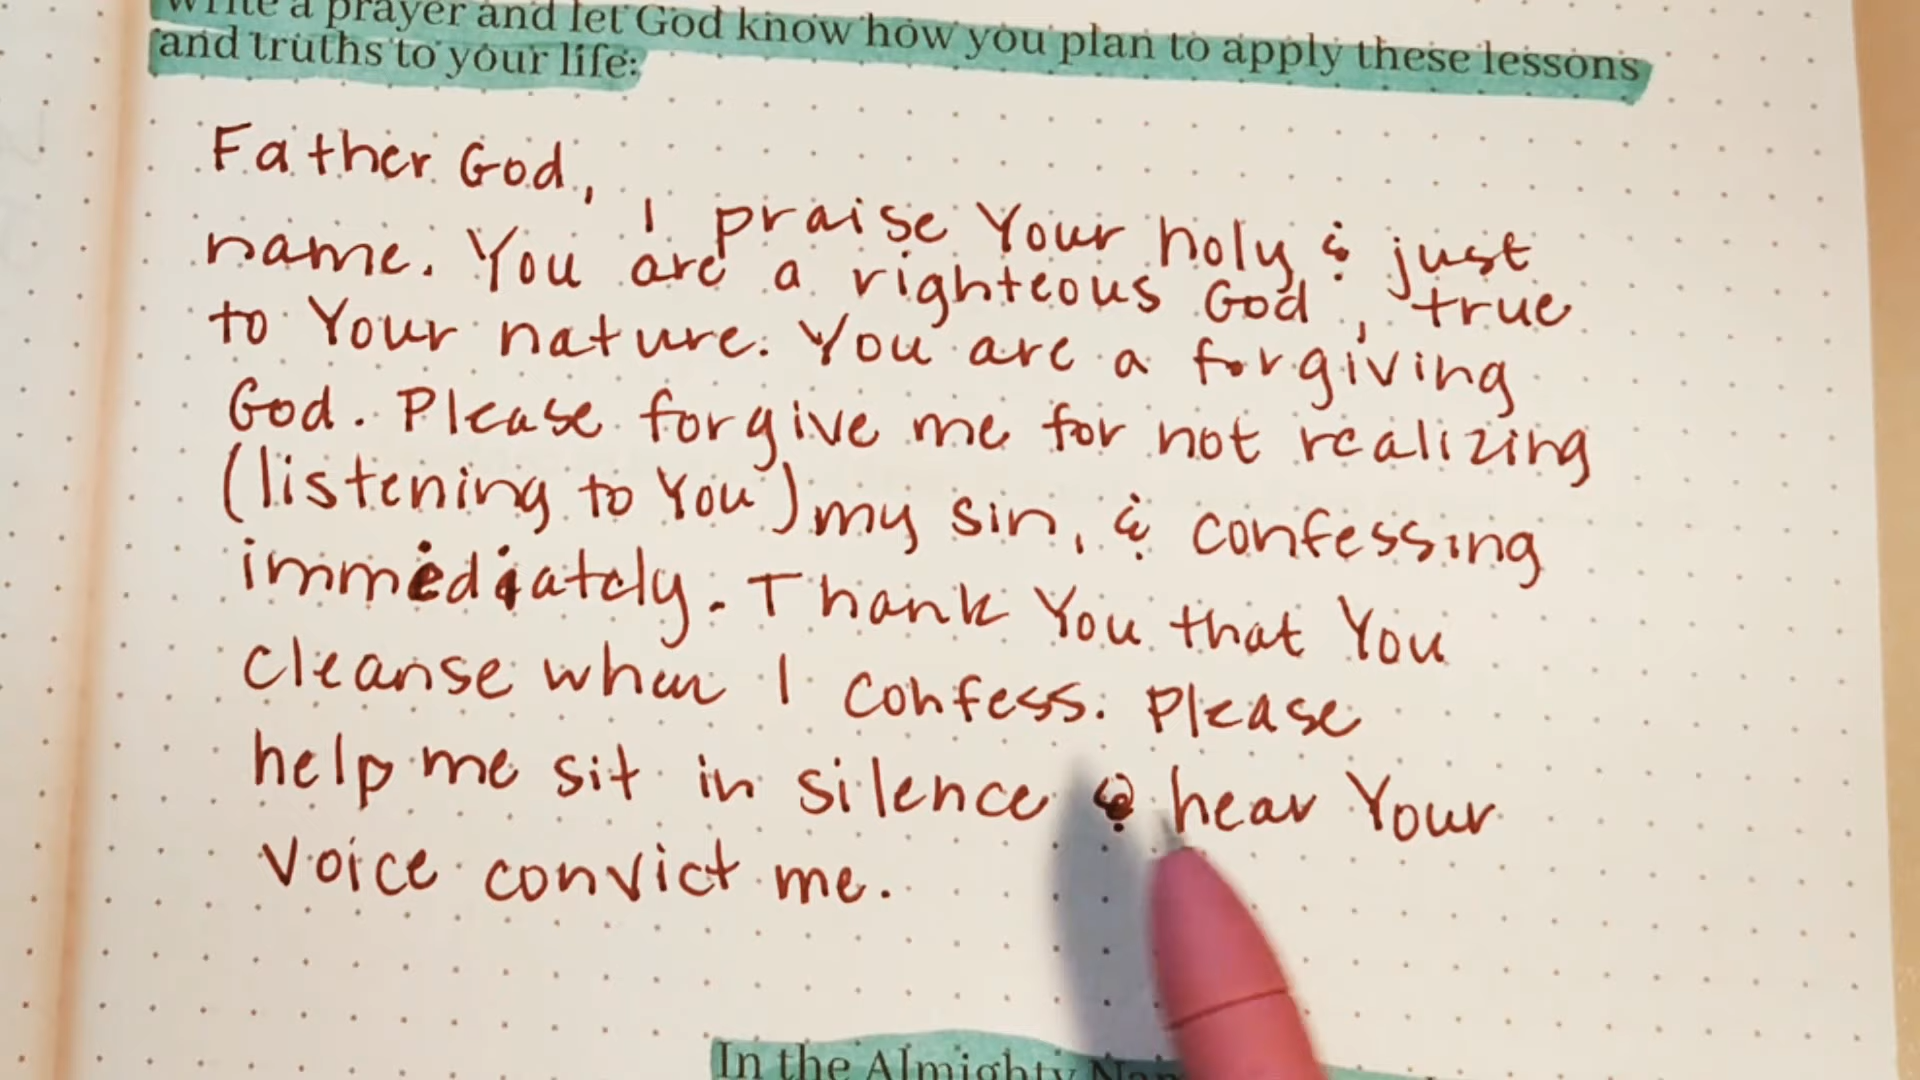 Write a prayer and let God know how you plan to apply these lessons
and truths to your life:
Father God,
I praise Your holy & just
name. You are a righteous God, true
to Your nature. You are a forgiving
God. Please forgive me for not realizing
(listening to You) my sin, & confessing
immediately. Thank You that You
cleanse when I confess. Please
help me sit in silence & hear Your
voice convict me.
In the Almighty